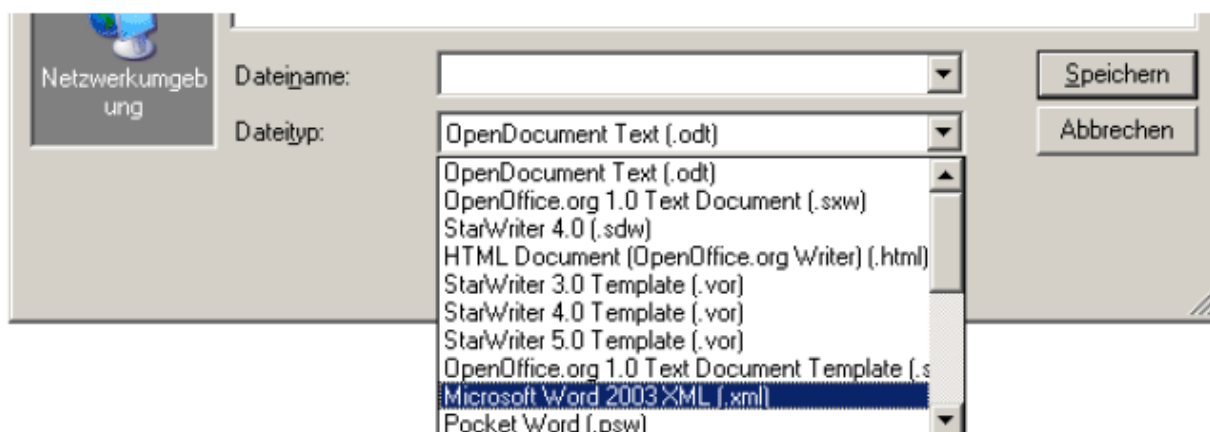 Netzwerkumgeb
ung
Dateiname:
Speichern
Dateityp:
OpenDocument Text (.odt)
Abbrechen
OpenDocument Text (.odt)
OpenOffice.org 1.0 Text Document (.sxw)
StarWriter 4.0 (.sdw)
HTML Document (OpenOffice.org Writer) (.html)
StarWriter 3.0 Template (.vor)
StarWriter 4.0 Template (.vor)
StarWriter 5.0 Template (.vor)
OpenOffice.org 1.0 Text Document Template (.s
Microsoft Word 2003 XML (.xml)
Pocket Word (.psw)